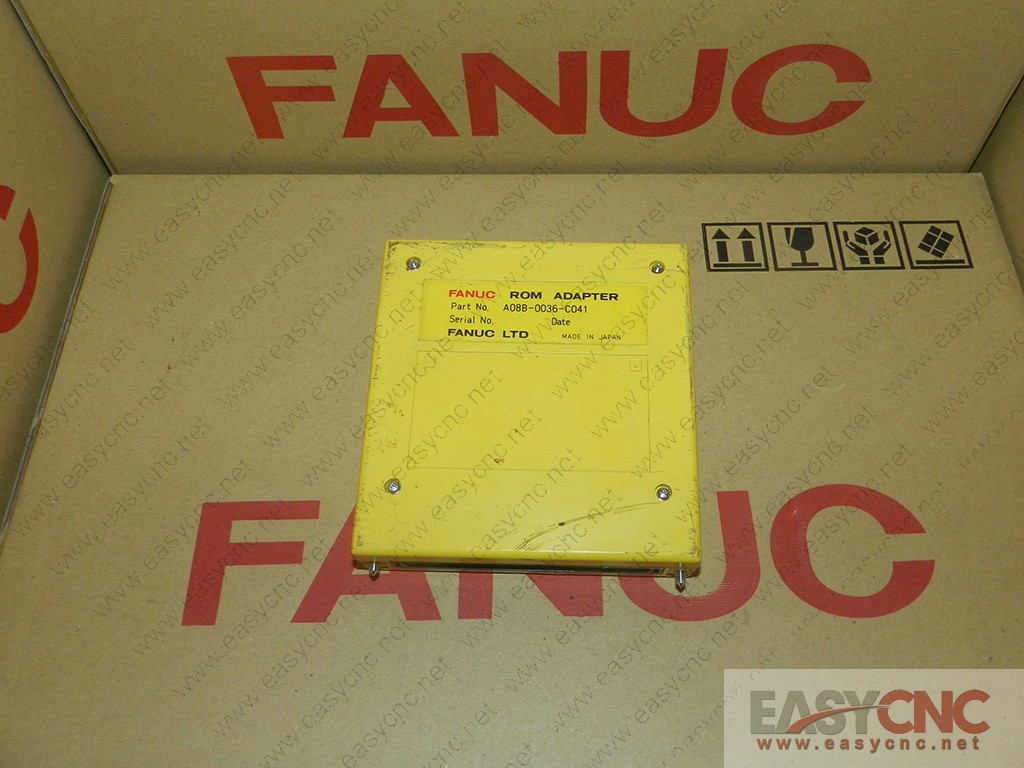 FANUC
FANUC ROM ADAPTER
Part No. A08B-0036-C041
Serial No. Date
FANUC LTD MADE IN JAPAN
FANUC
EASYCNC
www.easycnc.net